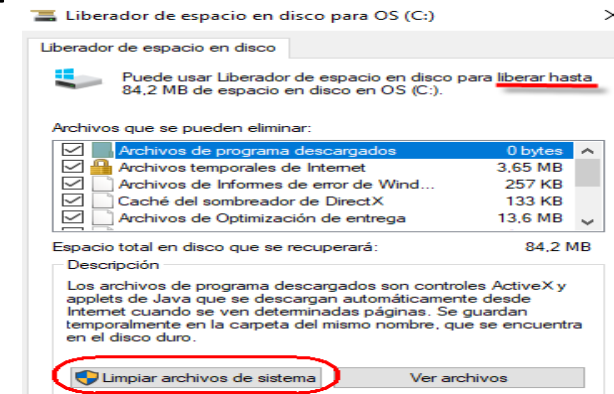 Liberador de espacio en disco para OS (C:)
Liberador de espacio en disco
Puede usar Liberador de espacio en disco para liberar hasta
84,2 MB de espacio en disco en OS (C:).
Archivos que se pueden eliminar:
Archivos de programa descargados 0 bytes
Archivos temporales de Internet 3,65 MB
Archivos de Informes de error de Wind... 257 KB
Caché del sombreador de DirectX 133 KB
Archivos de Optimización de entrega 13,6 MB
Espacio total en disco que se recuperará: 84,2 MB
Descripción
Los archivos de programa descargados son controles ActiveX y
applets de Java que se descargan automáticamente desde
Internet cuando se ven determinadas páginas. Se guardan
temporalmente en la carpeta del mismo nombre, que se encuentra
en el disco duro.
Limpiar archivos de sistema Ver archivos